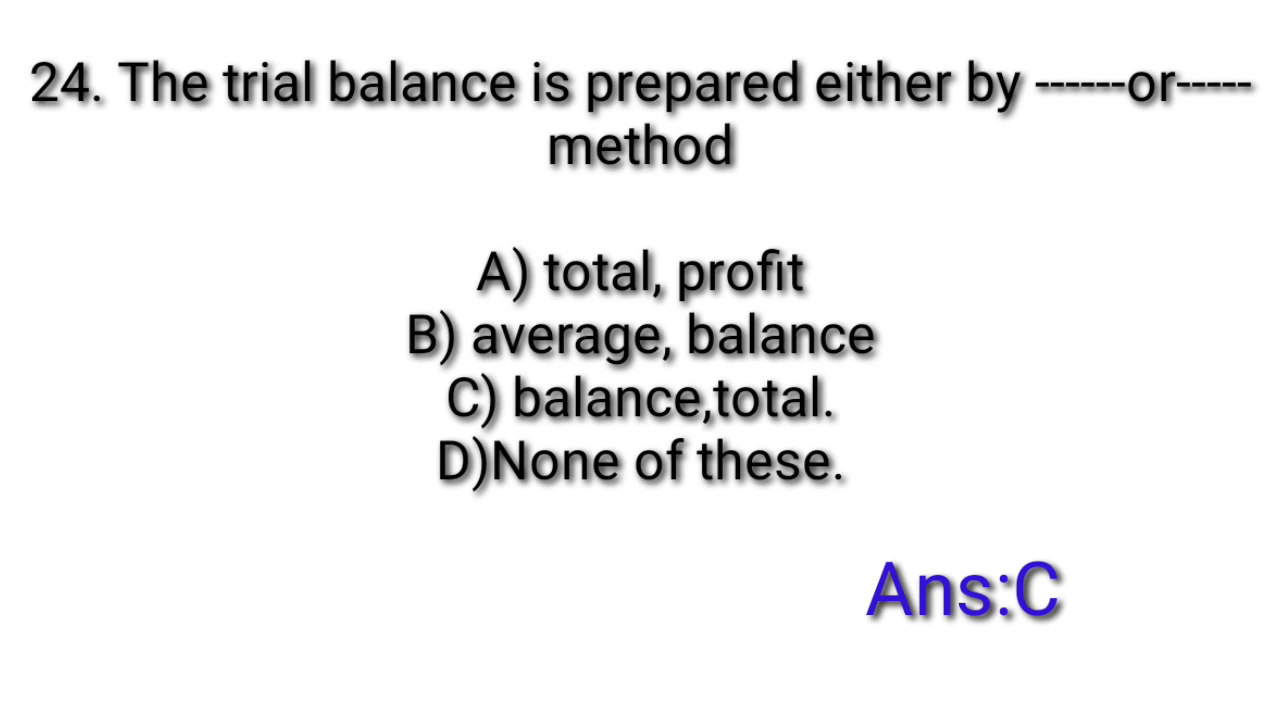 24. The trial balance is prepared either by ------or-----
method
A) total, profit
B) average, balance
C) balance,total.
D)None of these.
Ans:C